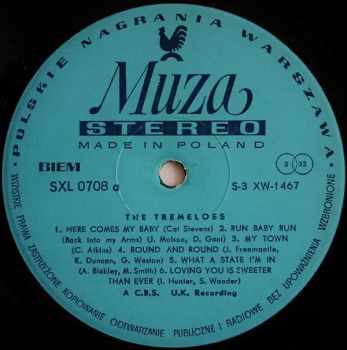 POLSKIE NAGRANIA WARSZAWA
Muza
STEREO
MADE IN POLAND
BIEM
33
SXL 0708 a
S-3 XW-1467
THE TREMELOES
1. HERE COMES MY BABY (Cat Stevens) 2. RUN BABY RUN
(Back into my Arms) (J. Molson, D. Gant) 3. MY TOWN
(C. Atkins) 4. ROUND AND ROUND (J. Freemantle,
K. Duncan, G. Weston) 5. WHAT A STATE I'M IN
(A. Blakley, M. Smith) 6. LOVING YOU IS SWEETER
THAN EVER (I. Hunter, S. Wooder)
A C.B.S. U.K. Recording
WSZELKIE PRAWA ZASTRZEŻONE KOPIOWANIE ODTWARZANIE PUBLICZNE I RADIOWE BEZ UPOWAŻNIENIA WZBRONIONE